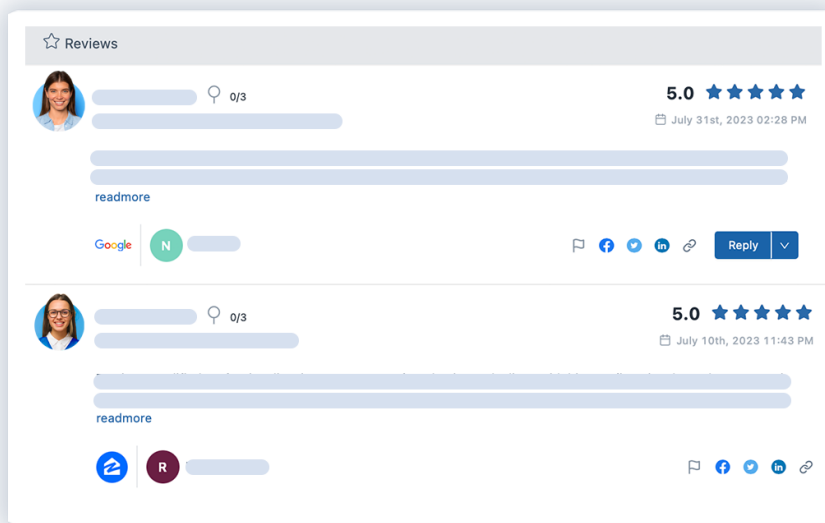 Reviews
0/3
5.0
July 31st, 2023 02:28 PM
readmore
Google
N
Reply
0/3
5.0
July 10th, 2023 11:43 PM
readmore
R